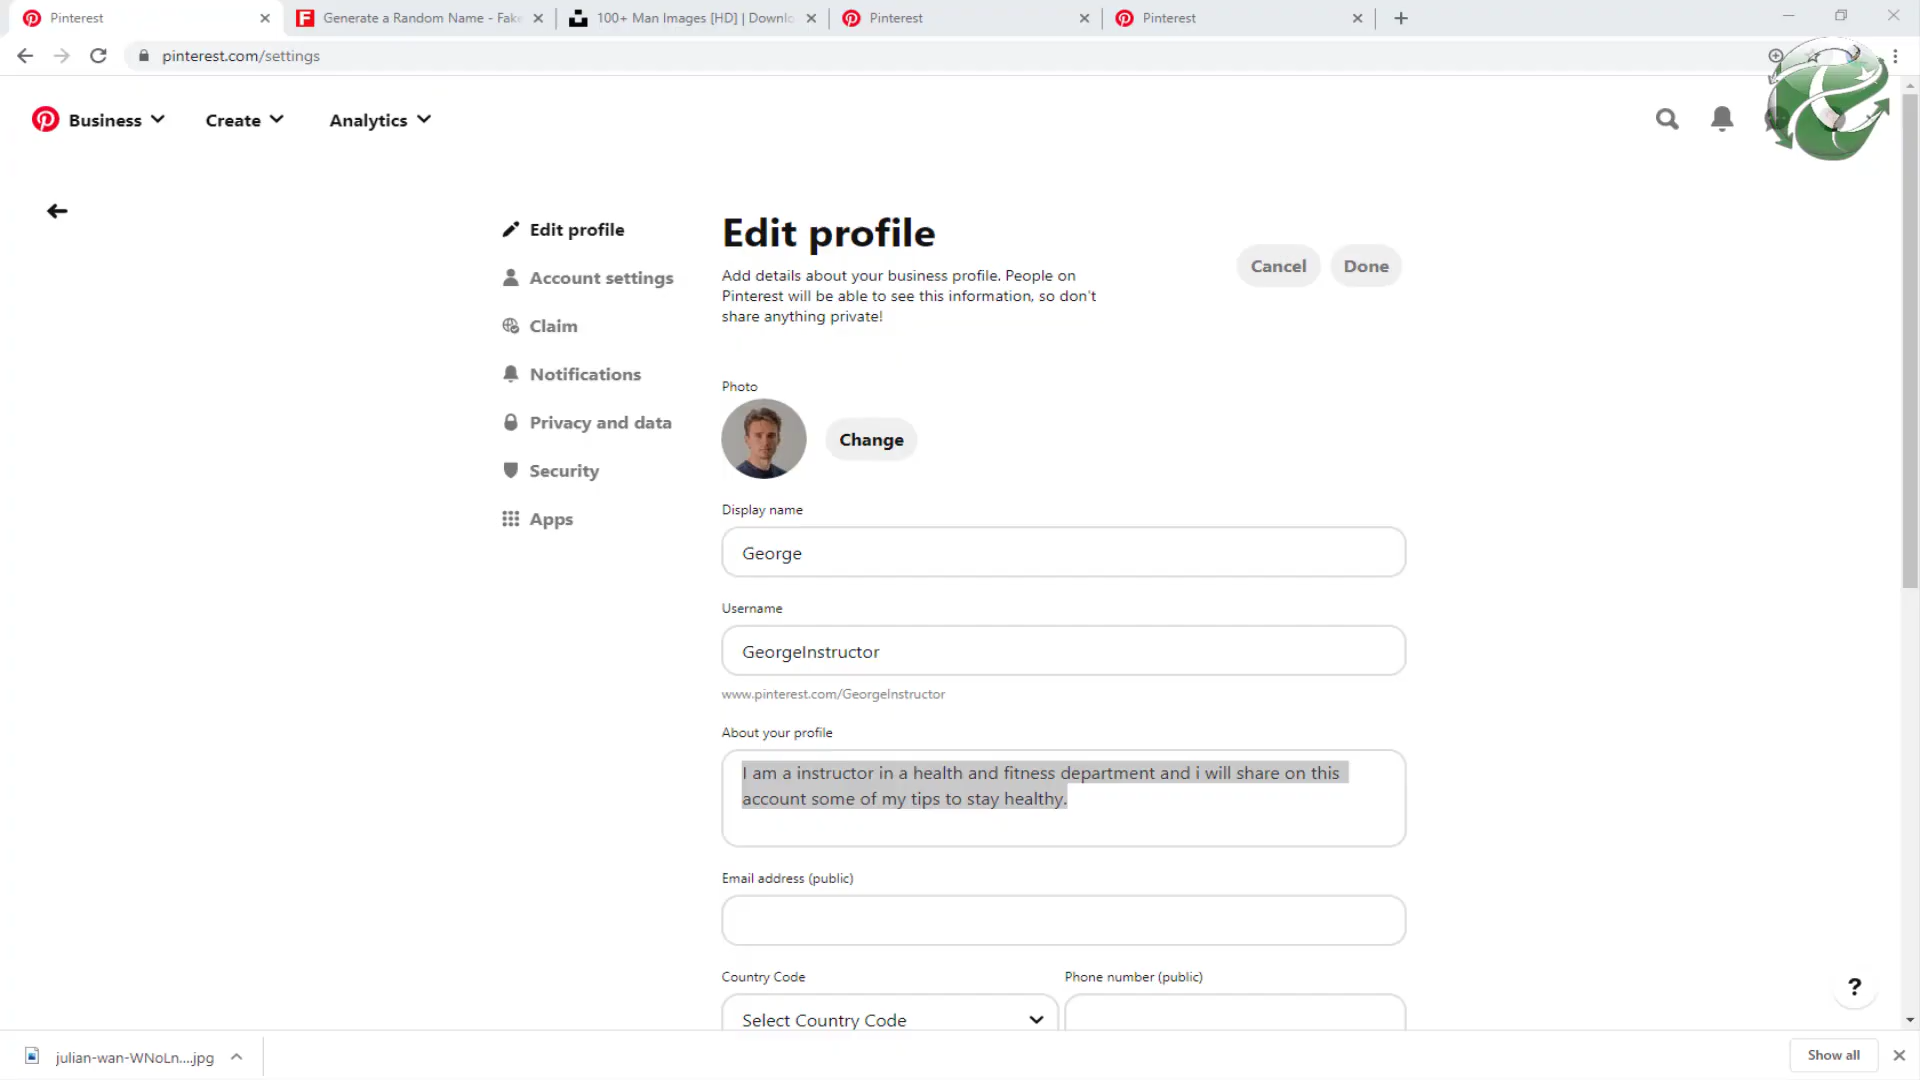 Pinterest
Generate a Random Name - Fake
100+ Man Images [HD] | Downlo
Pinterest
Pinterest
pinterest.com/settings
Business
Create
Analytics
Edit profile
Account settings
Claim
Notifications
Privacy and data
Security
Apps
Edit profile
Add details about your business profile. People on
Pinterest will be able to see this information, so don't
share anything private!
Cancel
Done
Photo
Change
Display name
George
Username
GeorgeInstructor
www.pinterest.com/GeorgeInstructor
About your profile
I am a instructor in a health and fitness department and i will share on this
account some of my tips to stay healthy.
Email address (public)
Country Code
Phone number (public)
Select Country Code
?
julian-wan-WNoLn....jpg
Show all